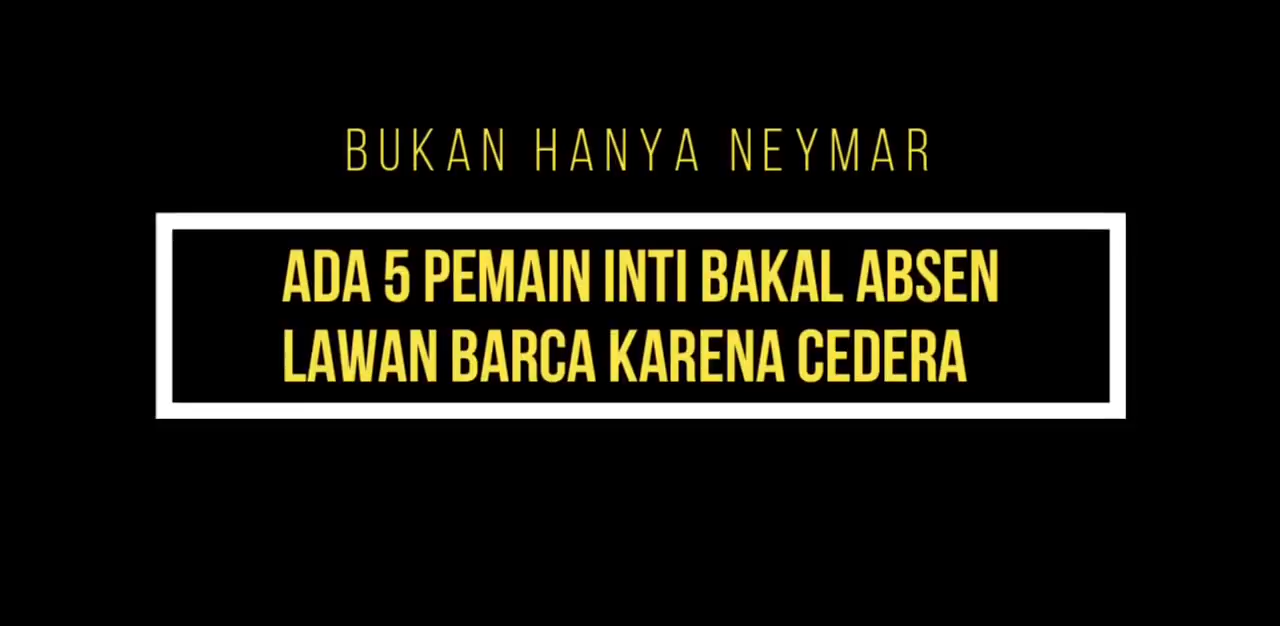 BUKAN HANYA NEYMAR
ADA 5 PEMAIN INTI BAKAL ABSEN
LAWAN BARCA KARENA CEDERA